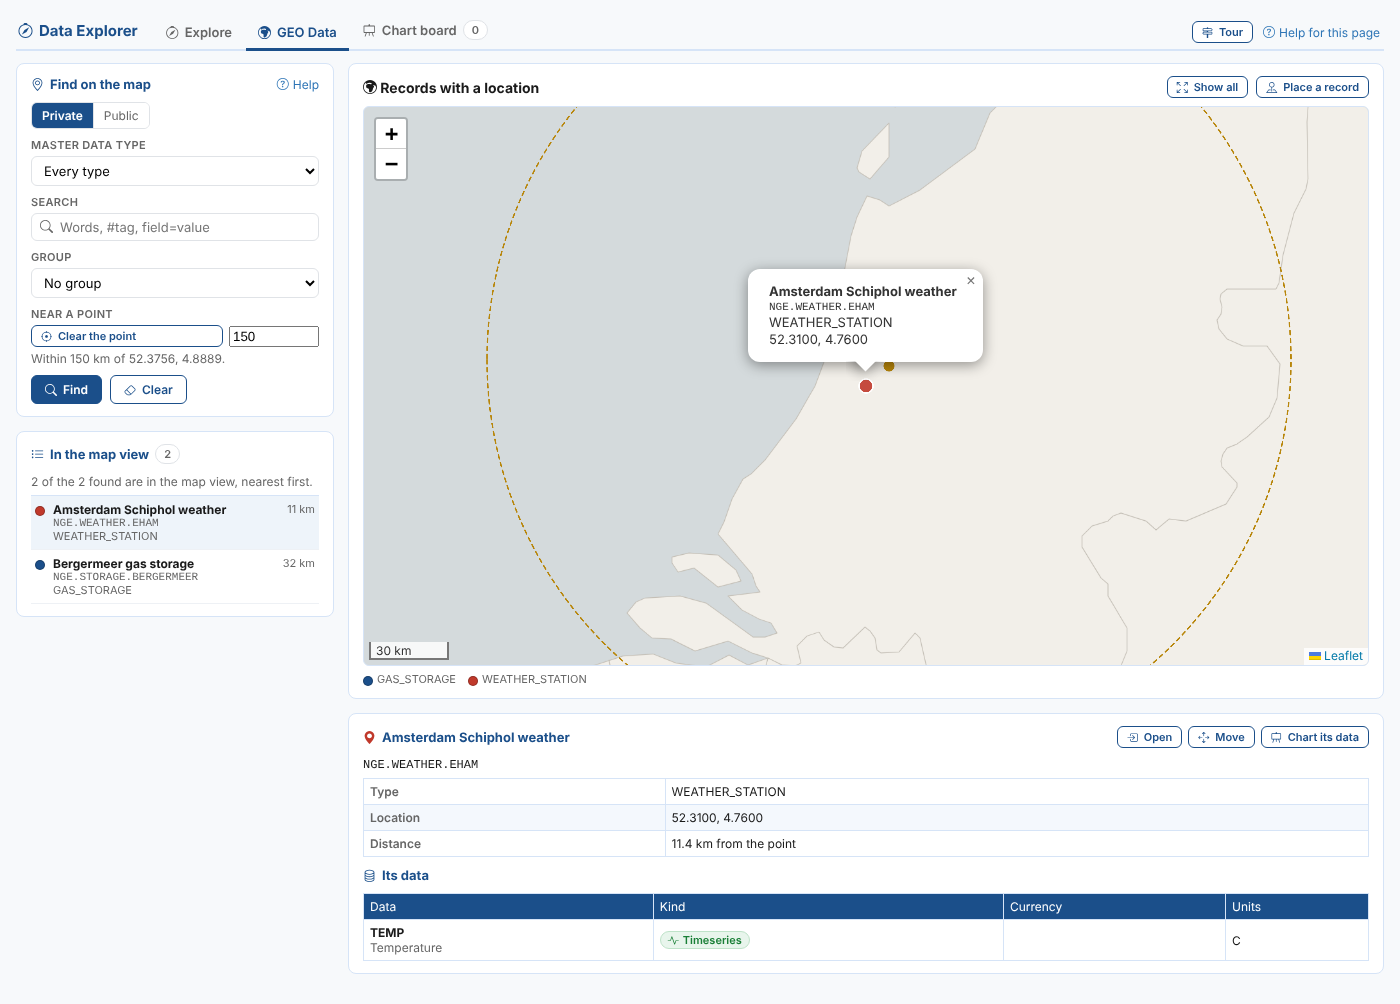 Data Explorer
Explore
GEO Data
Chart board 0
Tour
Help for this page
Find on the map
Help
Private
Public
MASTER DATA TYPE
Every type
SEARCH
Words, #tag, field=value
GROUP
No group
NEAR A POINT
Clear the point
150
Within 150 km of 52.3756, 4.8889.
Find
Clear
In the map view 2
2 of the 2 found are in the map view, nearest first.
Amsterdam Schiphol weather 11 km
NGE.WEATHER.EHAM
WEATHER_STATION
Bergermeer gas storage 32 km
NGE.STORAGE.BERGERMEER
GAS_STORAGE
Records with a location
Show all
Place a record
+
−
Amsterdam Schiphol weather ×
NGE.WEATHER.EHAM
WEATHER_STATION
52.3100, 4.7600
30 km
Leaflet
GAS_STORAGE
WEATHER_STATION
Amsterdam Schiphol weather
Open
Move
Chart its data
NGE.WEATHER.EHAM
Type WEATHER_STATION
Location 52.3100, 4.7600
Distance 11.4 km from the point
Its data
Data Kind Currency Units
TEMP
Temperature
Timeseries
C